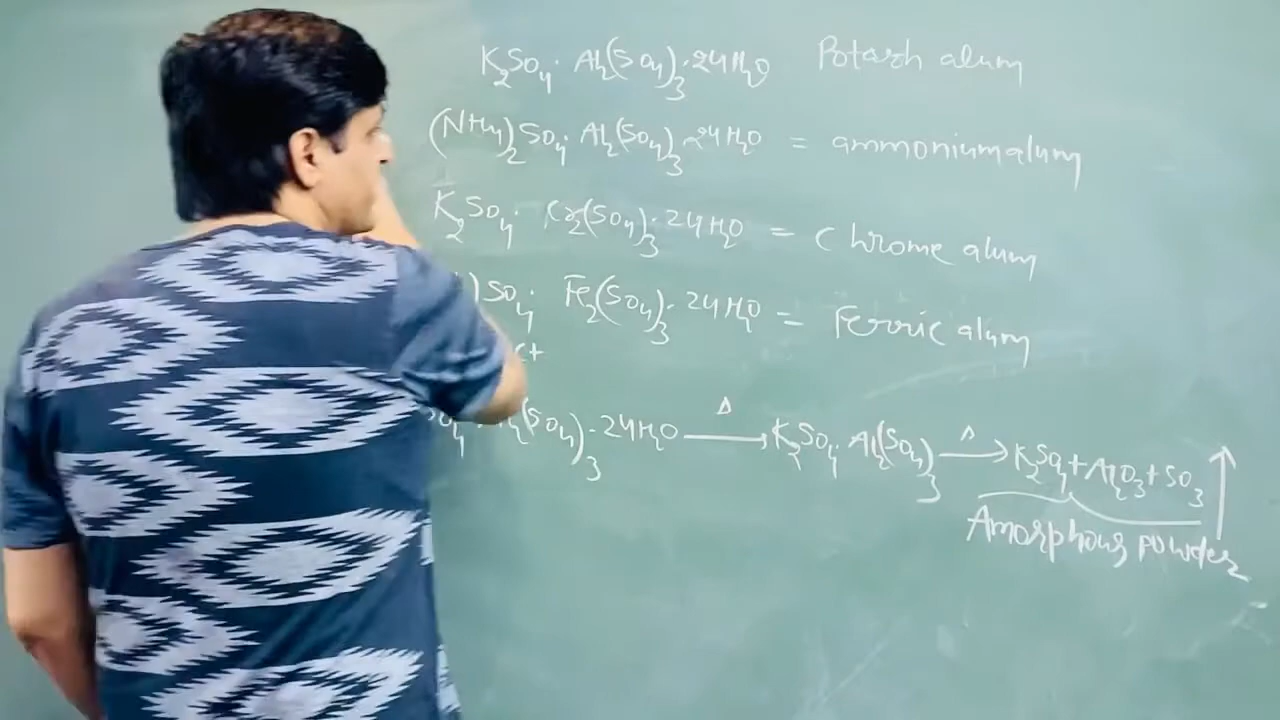 K₂SO₄. Al₂(SO₄)₃.24H₂O Potash alum
(NH₄)₂SO₄. Al₂(SO₄)₃ 24H₂O = ammonium alum
K₂SO₄. Cr₂(SO₄)₃.24H₂O = Chrome alum
)SO₄. Fe₂(SO₄)₃. 24H₂O = Ferric alum
SO₄. (SO₄)₃.24H₂O —Δ→ K₂SO₄.Al₂(SO₄)₃ —Δ→ K₂SO₄+Al₂O₃+SO₃ ↑
Amorphous powder